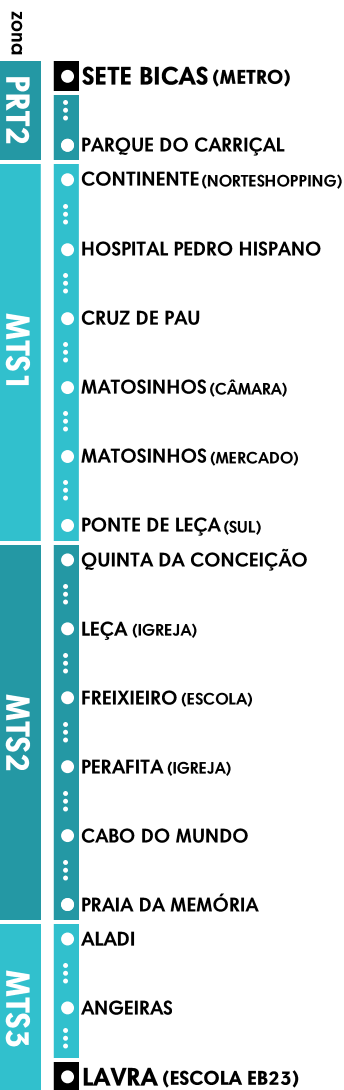 zona
PRT2
SETE BICAS (METRO)
PARQUE DO CARRIÇAL
MTS1
CONTINENTE (NORTESHOPPING)
HOSPITAL PEDRO HISPANO
CRUZ DE PAU
MATOSINHOS (CÂMARA)
MATOSINHOS (MERCADO)
PONTE DE LEÇA (SUL)
MTS2
QUINTA DA CONCEIÇÃO
LEÇA (IGREJA)
FREIXIEIRO (ESCOLA)
PERAFITA (IGREJA)
CABO DO MUNDO
PRAIA DA MEMÓRIA
MTS3
ALADI
ANGEIRAS
LAVRA (ESCOLA EB23)